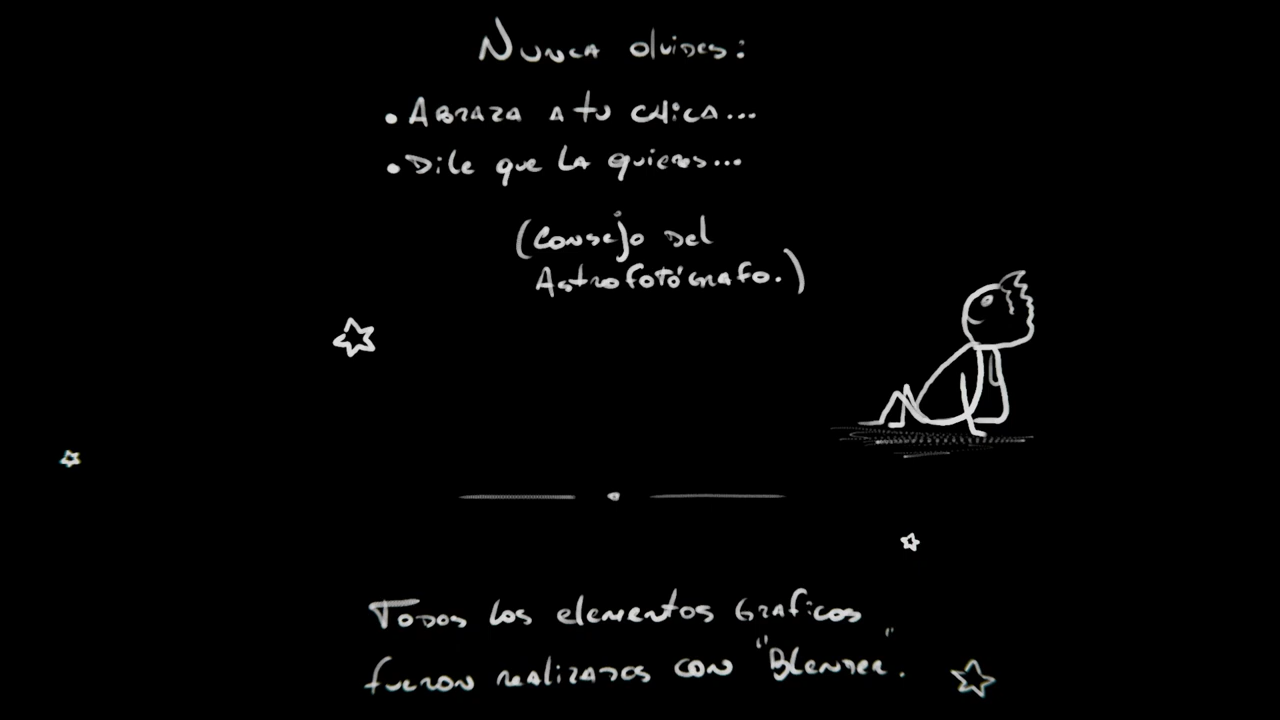 Nunca olvides:
• Abraza a tu chica...
• Dile que la quieres...
(Consejo del
Astrofotógrafo.)
Todos los elementos graficos
fueron realizados con "Blender".